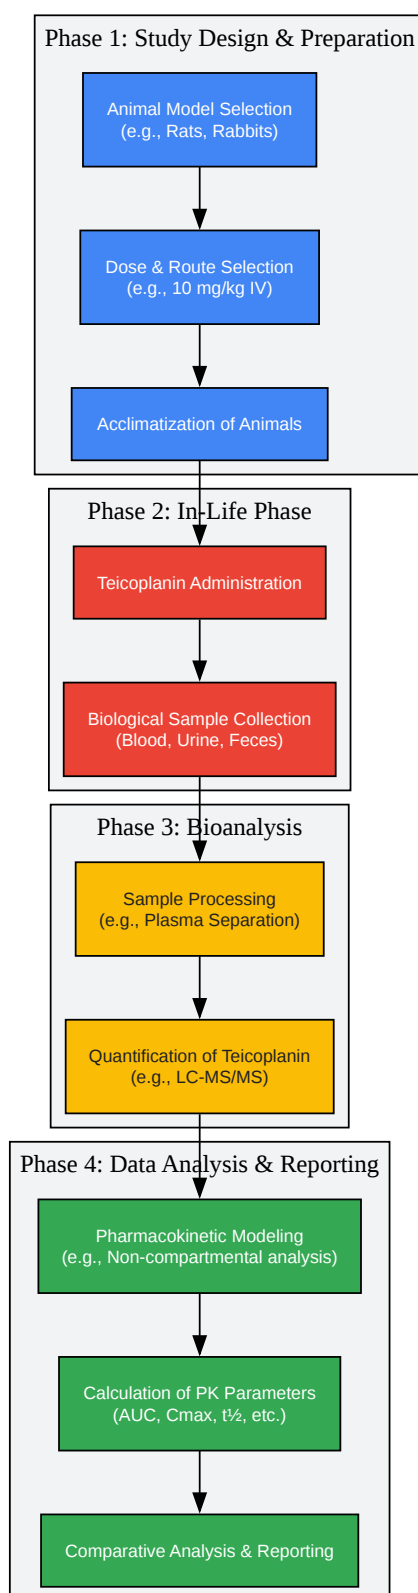 Phase 1: Study Design & Preparation
Animal Model Selection
(e.g., Rats, Rabbits)
Dose & Route Selection
(e.g., 10 mg/kg IV)
Acclimatization of Animals
Phase 2: In-Life Phase
Teicoplanin Administration
Biological Sample Collection
(Blood, Urine, Feces)
Phase 3: Bioanalysis
Sample Processing
(e.g., Plasma Separation)
Quantification of Teicoplanin
(e.g., LC-MS/MS)
Phase 4: Data Analysis & Reporting
Pharmacokinetic Modeling
(e.g., Non-compartmental analysis)
Calculation of PK Parameters
(AUC, Cmax, t½, etc.)
Comparative Analysis & Reporting